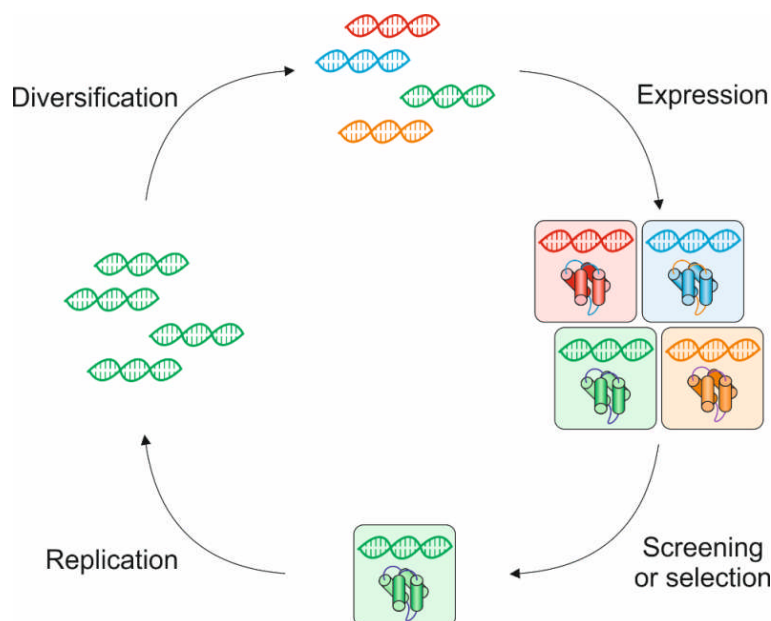 Diversification
Expression
Replication
Screening
or selection